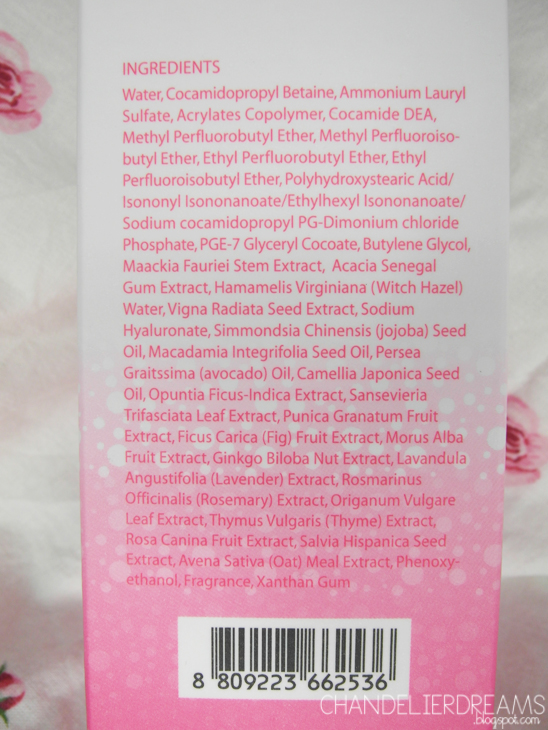 INGREDIENTS
Water, Cocamidopropyl Betaine, Ammonium Lauryl
Sulfate, Acrylates Copolymer, Cocamide DEA,
Methyl Perfluorobutyl Ether, Methyl Perfluoroiso-
butyl Ether, Ethyl Perfluorobutyl Ether, Ethyl
Perfluoroisobutyl Ether, Polyhydroxystearic Acid/
Isononyl Isononanoate/Ethylhexyl Isononanoate/
Sodium cocamidopropyl PG-Dimonium chloride
Phosphate, PGE-7 Glyceryl Cocoate, Butylene Glycol,
Maackia Fauriei Stem Extract, Acacia Senegal
Gum Extract, Hamamelis Virginiana (Witch Hazel)
Water, Vigna Radiata Seed Extract, Sodium
Hyaluronate, Simmondsia Chinensis (jojoba) Seed
Oil, Macadamia Integrifolia Seed Oil, Persea
Graitssima (avocado) Oil, Camellia Japonica Seed
Oil, Opuntia Ficus-Indica Extract, Sansevieria
Trifasciata Leaf Extract, Punica Granatum Fruit
Extract, Ficus Carica (Fig) Fruit Extract, Morus Alba
Fruit Extract, Ginkgo Biloba Nut Extract, Lavandula
Angustifolia (Lavender) Extract, Rosmarinus
Officinalis (Rosemary) Extract, Origanum Vulgare
Leaf Extract, Thymus Vulgaris (Thyme) Extract,
Rosa Canina Fruit Extract, Salvia Hispanica Seed
Extract, Avena Sativa (Oat) Meal Extract, Phenoxy-
ethanol, Fragrance, Xanthan Gum
8 809223 662536
CHANDELIERDREAMS
.blogspot.com